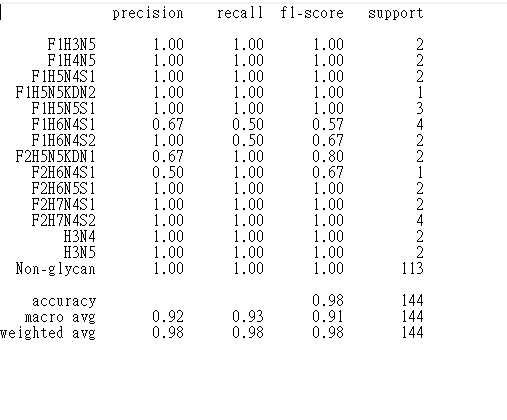 precision recall f1-score support
F1H3N5 1.00 1.00 1.00 2
F1H4N5 1.00 1.00 1.00 2
F1H5N4S1 1.00 1.00 1.00 2
F1H5N5KDN2 1.00 1.00 1.00 1
F1H5N5S1 1.00 1.00 1.00 3
F1H6N4S1 0.67 0.50 0.57 4
F1H6N4S2 1.00 0.50 0.67 2
F2H5N5KDN1 0.67 1.00 0.80 2
F2H6N4S1 0.50 1.00 0.67 1
F2H6N5S1 1.00 1.00 1.00 2
F2H7N4S1 1.00 1.00 1.00 2
F2H7N4S2 1.00 1.00 1.00 4
H3N4 1.00 1.00 1.00 2
H3N5 1.00 1.00 1.00 2
Non-glycan 1.00 1.00 1.00 113
accuracy 0.98 144
macro avg 0.92 0.93 0.91 144
weighted avg 0.98 0.98 0.98 144